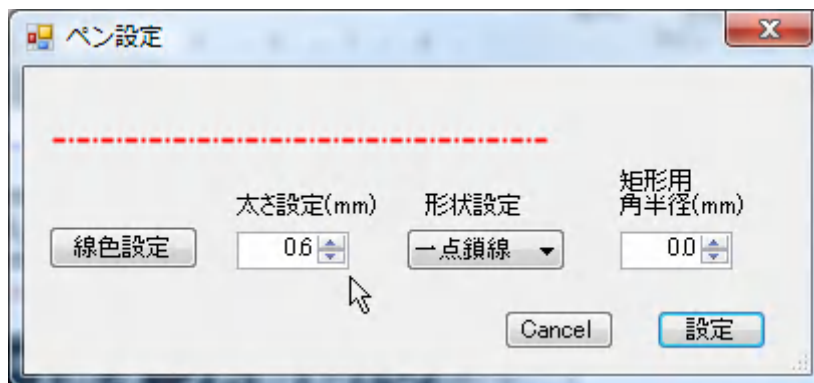 ペン設定
太さ設定(mm)
形状設定
矩形用
角半径(mm)
線色設定
0.6
一点鎖線
0.0
Cancel
設定